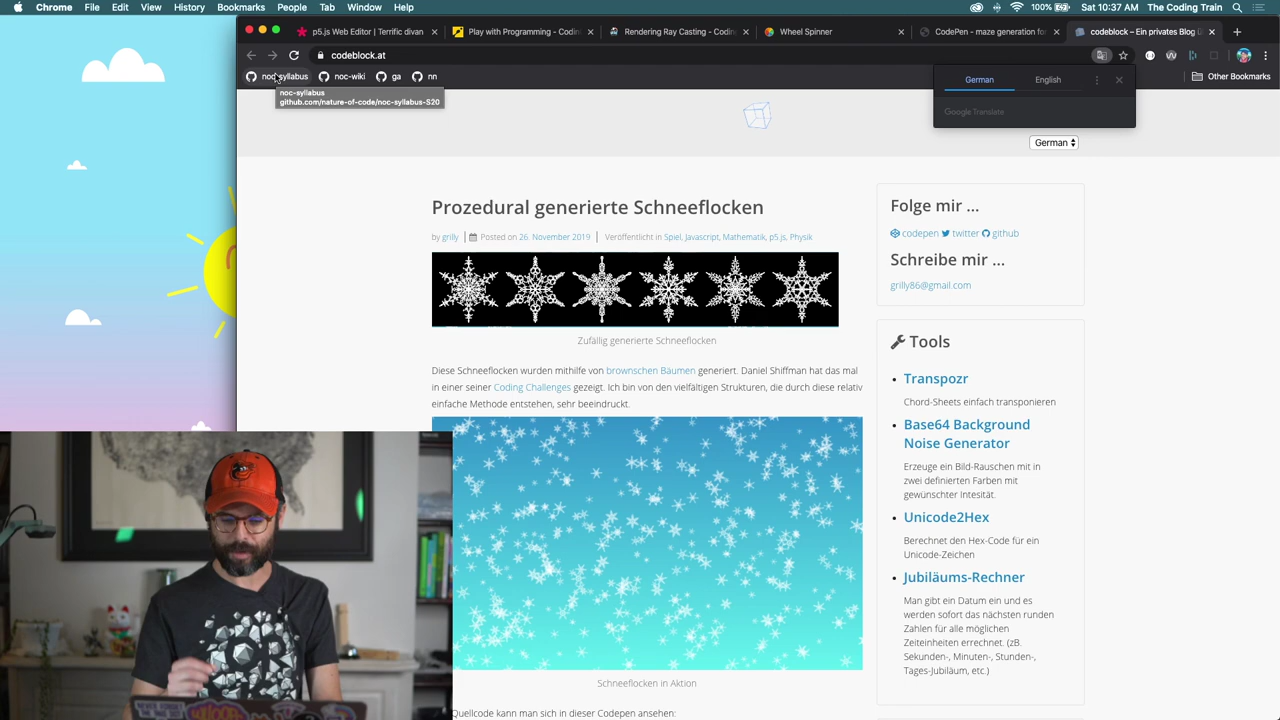 Chrome File Edit View History Bookmarks People Window Help
100% Sat 10:37 AM The Coding Train
p5.js Web Editor | Terrific divan
Play with Programming - Codin
Rendering Ray Casting - Coding
Wheel Spinner
CodePen - maze generation for
codeblock – Ein privates Blog ü
codeblock.at
noc-syllabus noc-wiki ga nn Other Bookmarks
noc-syllabus
github.com/nature-of-code/noc-syllabus-S20
German English
Google Translate
German
Prozedural generierte Schneeflocken
by grilly Posted on 26. November 2019 Veröffentlicht in Spiel, Javascript, Mathematik, p5.js, Physik
Zufällig generierte Schneeflocken
Diese Schneeflocken wurden mithilfe von brownschen Bäumen generiert. Daniel Shiffman hat das mal
in einer seiner Coding Challenges gezeigt. Ich bin von den vielfältigen Strukturen, die durch diese relativ
einfache Methode entstehen, sehr beeindruckt.
Schneeflocken in Aktion
Quellcode kann man sich in dieser Codepen ansehen:
Folge mir ...
codepen twitter github
Schreibe mir ...
grilly86@gmail.com
Tools
Transpozr
Chord-Sheets einfach transponieren
Base64 Background
Noise Generator
Erzeuge ein Bild-Rauschen mit in
zwei definierten Farben mit
gewünschter Intesität.
Unicode2Hex
Berechnet den Hex-Code für ein
Unicode-Zeichen
Jubiläums-Rechner
Man gibt ein Datum ein und es
werden sofort das nächsten runden
Zahlen für alle möglichen
Zeiteinheiten errechnet. (zB.
Sekunden-, Minuten-, Stunden-,
Tages-Jubiläum, etc.)